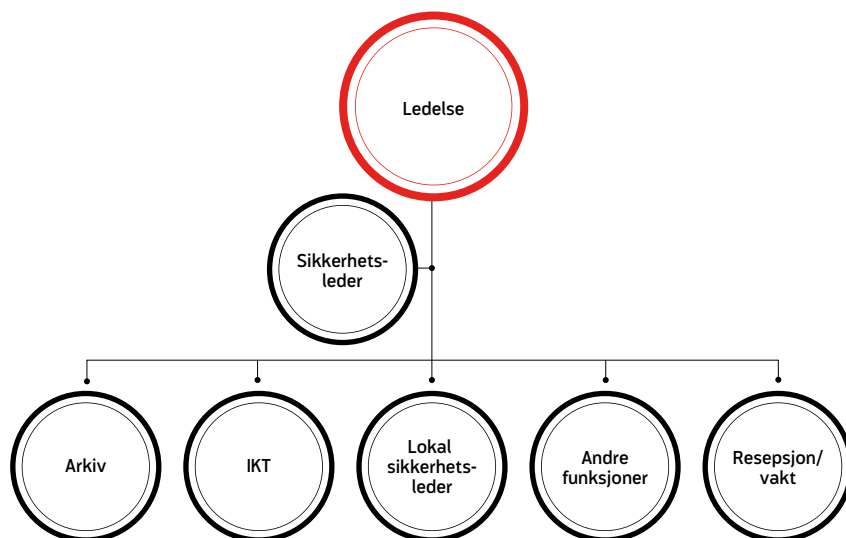 Ledelse
Sikkerhets-
leder
Arkiv
IKT
Lokal
sikkerhets-
leder
Andre
funksjoner
Resepsjon/
vakt